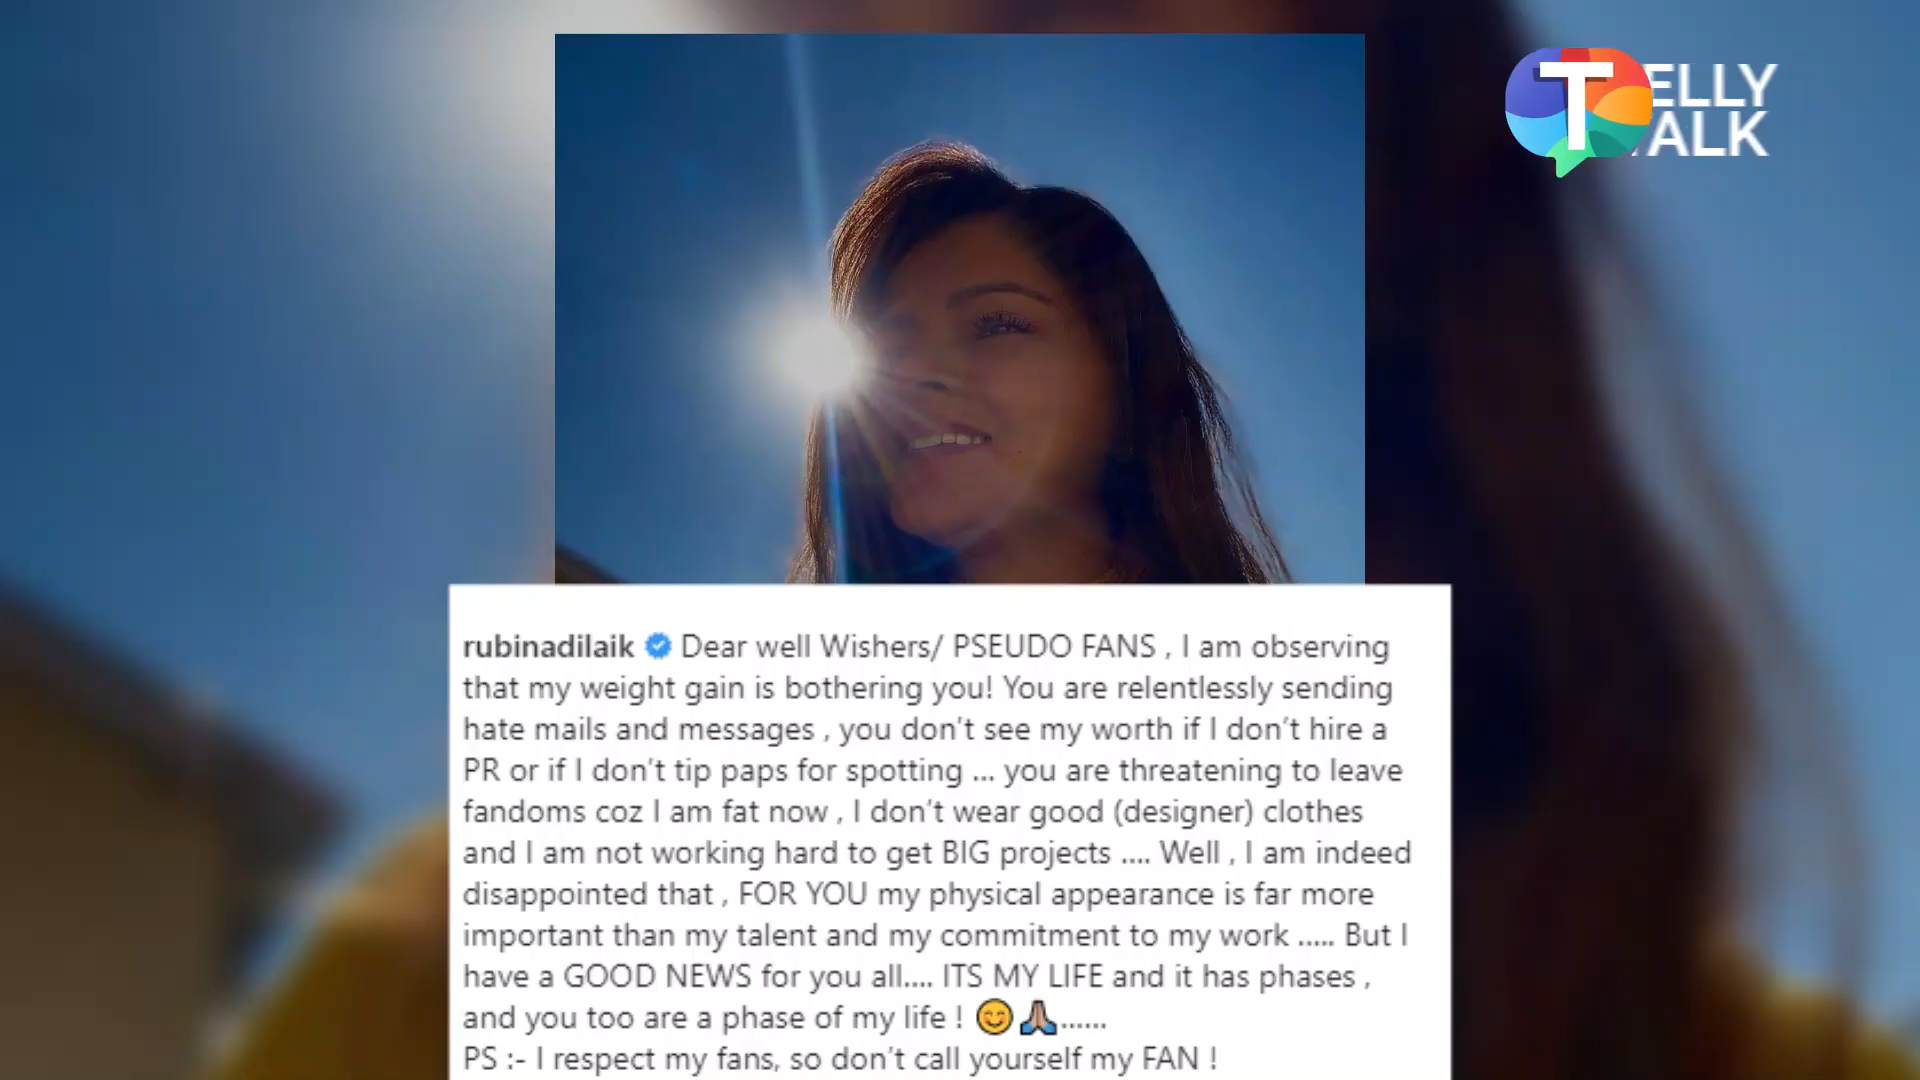 TELLY
TALK
rubinadilaik Dear well Wishers/ PSEUDO FANS , I am observing
that my weight gain is bothering you! You are relentlessly sending
hate mails and messages , you don't see my worth if I don't hire a
PR or if I don't tip paps for spotting ... you are threatening to leave
fandoms coz I am fat now , I don't wear good (designer) clothes
and I am not working hard to get BIG projects .... Well , I am indeed
disappointed that , FOR YOU my physical appearance is far more
important than my talent and my commitment to my work ..... But I
have a GOOD NEWS for you all.... ITS MY LIFE and it has phases ,
and you too are a phase of my life ! 😊🙏🏽......
PS :- I respect my fans, so don't call yourself my FAN !